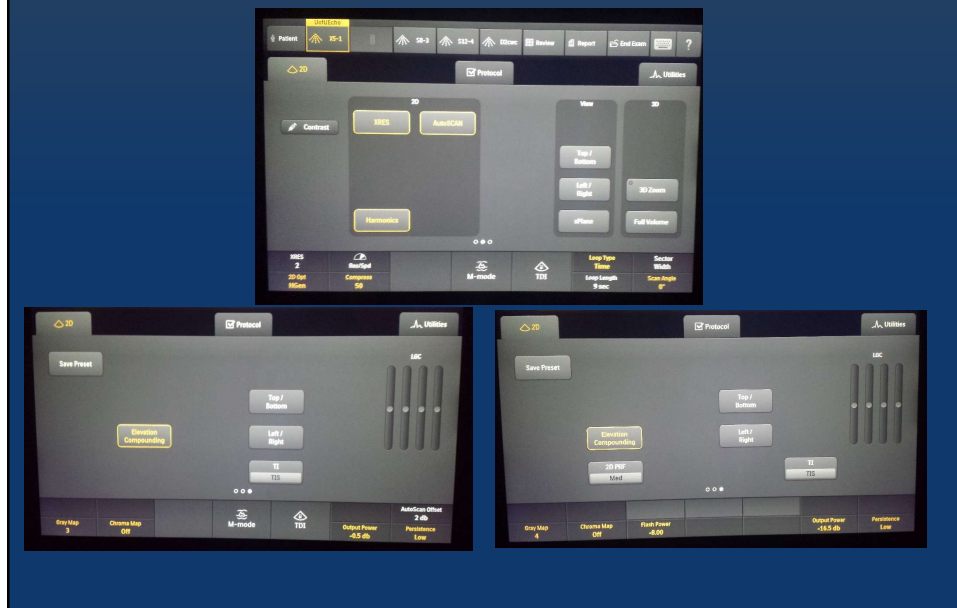 UofUEcho
Patient X5-1 S8-3 S12-4 D2cwc Review Report End Exam ?
2D Protocol Utilities
2D View 3D
Contrast XRES AutoSCAN
Top /
Bottom
Left /
Right
3D Zoom
Harmonics xPlane Full Volume
XRES
2
2D Opt
HGen
Res/Spd
Compress
50
M-mode
TDI
Loop Type
Time
Loop Length
9 sec
Sector
Width
Scan Angle
0°
2D Protocol Utilities
Save Preset
LGC
Top /
Bottom
Elevation
Compounding
Left /
Right
TI
TIS
Gray Map
3
Chroma Map
Off
M-mode
TDI
Output Power
-0.5 db
AutoScan Offset
2 db
Persistence
Low
2D Protocol Utilities
Save Preset
LGC
Top /
Bottom
Elevation
Compounding
Left /
Right
2D PRF
Med
TI
TIS
Gray Map
4
Chroma Map
Off
Flash Power
-8.00
Output Power
-16.5 db
Persistence
Low